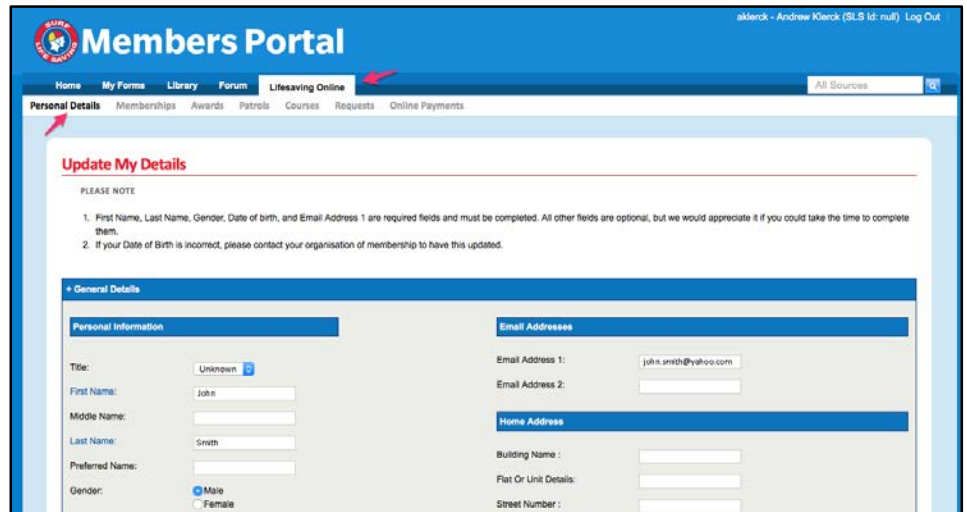 aklerck - Andrew Klerck (SLS Id: null) Log Out
SURF
LIFE SAVING
Members Portal
Home My Forms Library Forum Lifesaving Online
All Sources
Personal Details Memberships Awards Patrols Courses Requests Online Payments
Update My Details
PLEASE NOTE
1. First Name, Last Name, Gender, Date of birth, and Email Address 1 are required fields and must be completed. All other fields are optional, but we would appreciate it if you could take the time to complete
them.
2. If your Date of Birth is incorrect, please contact your organisation of membership to have this updated.
+ General Details
Personal Information
Title: Unknown
First Name: John
Middle Name:
Last Name: Smith
Preferred Name:
Gender: Male
Female
Email Addresses
Email Address 1: john.smith@yahoo.com
Email Address 2:
Home Address
Building Name :
Flat Or Unit Details:
Street Number :